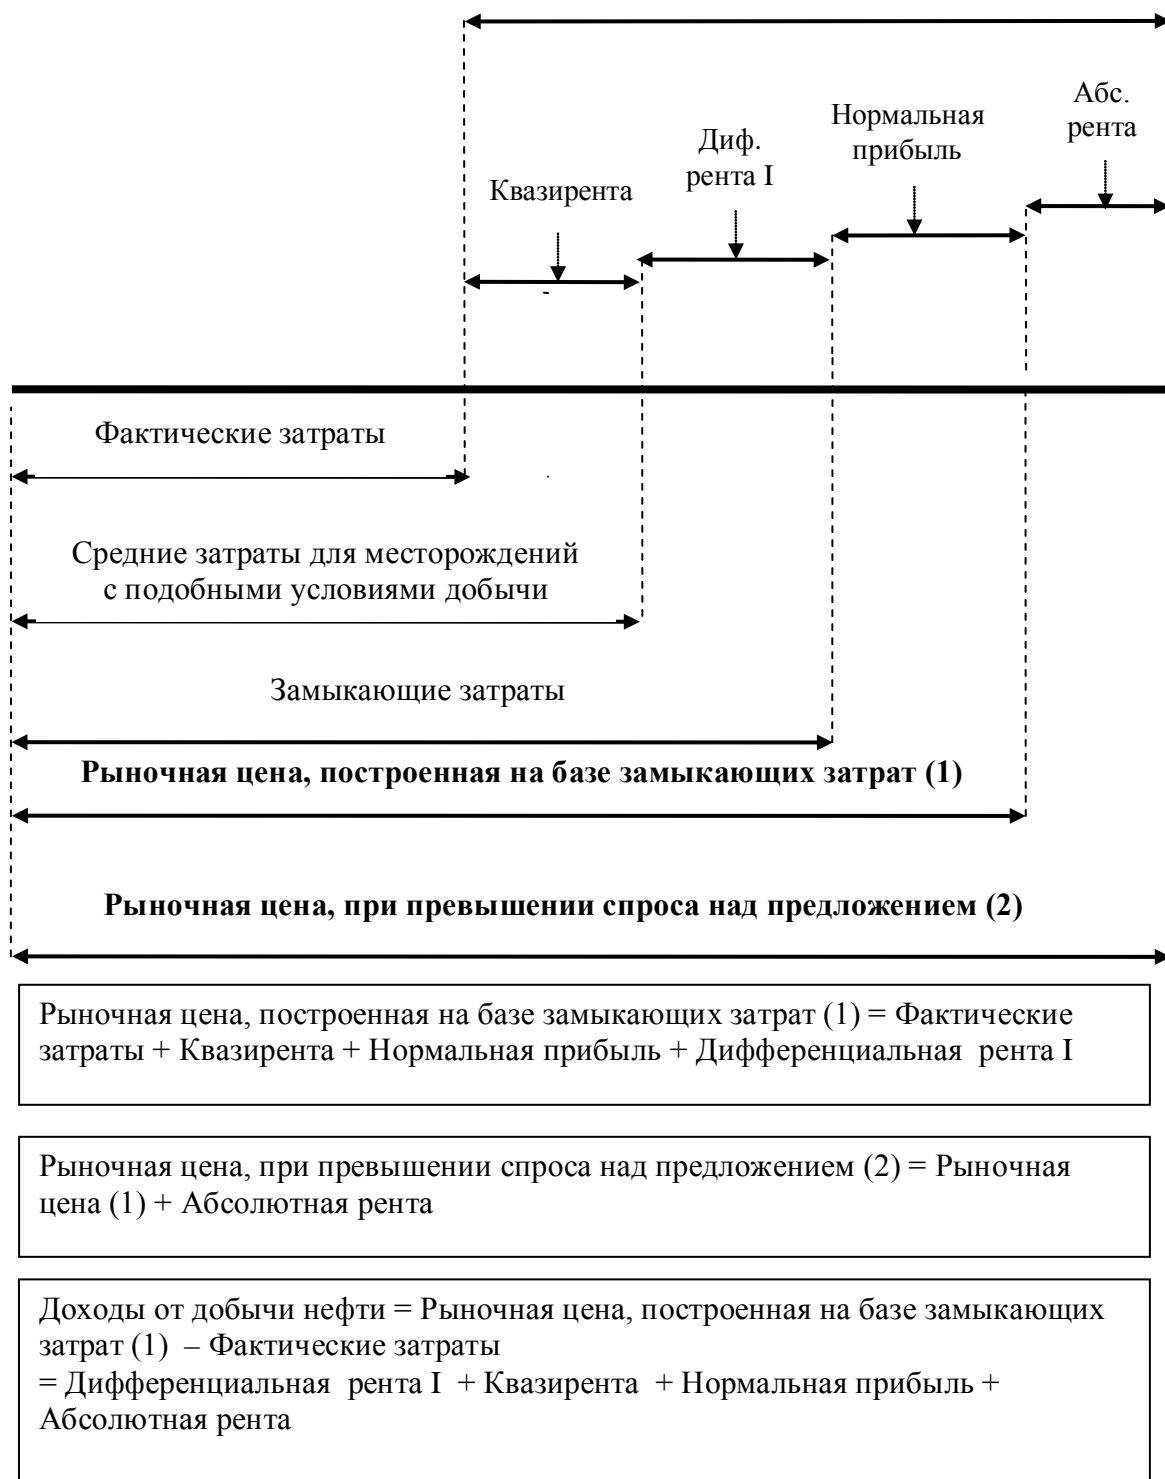 Абс.
рента
Нормальная
прибыль
Диф.
рента I
Квазирента
Фактические затраты
Средние затраты для месторождений
с подобными условиями добычи
Замыкающие затраты
Рыночная цена, построенная на базе замыкающих затрат (1)
Рыночная цена, при превышении спроса над предложением (2)
Рыночная цена, построенная на базе замыкающих затрат (1) = Фактические
затраты + Квазирента + Нормальная прибыль + Дифференциальная рента I
Рыночная цена, при превышении спроса над предложением (2) = Рыночная
цена (1) + Абсолютная рента
Доходы от добычи нефти = Рыночная цена, построенная на базе замыкающих
затрат (1) – Фактические затраты
= Дифференциальная рента I + Квазирента + Нормальная прибыль +
Абсолютная рента